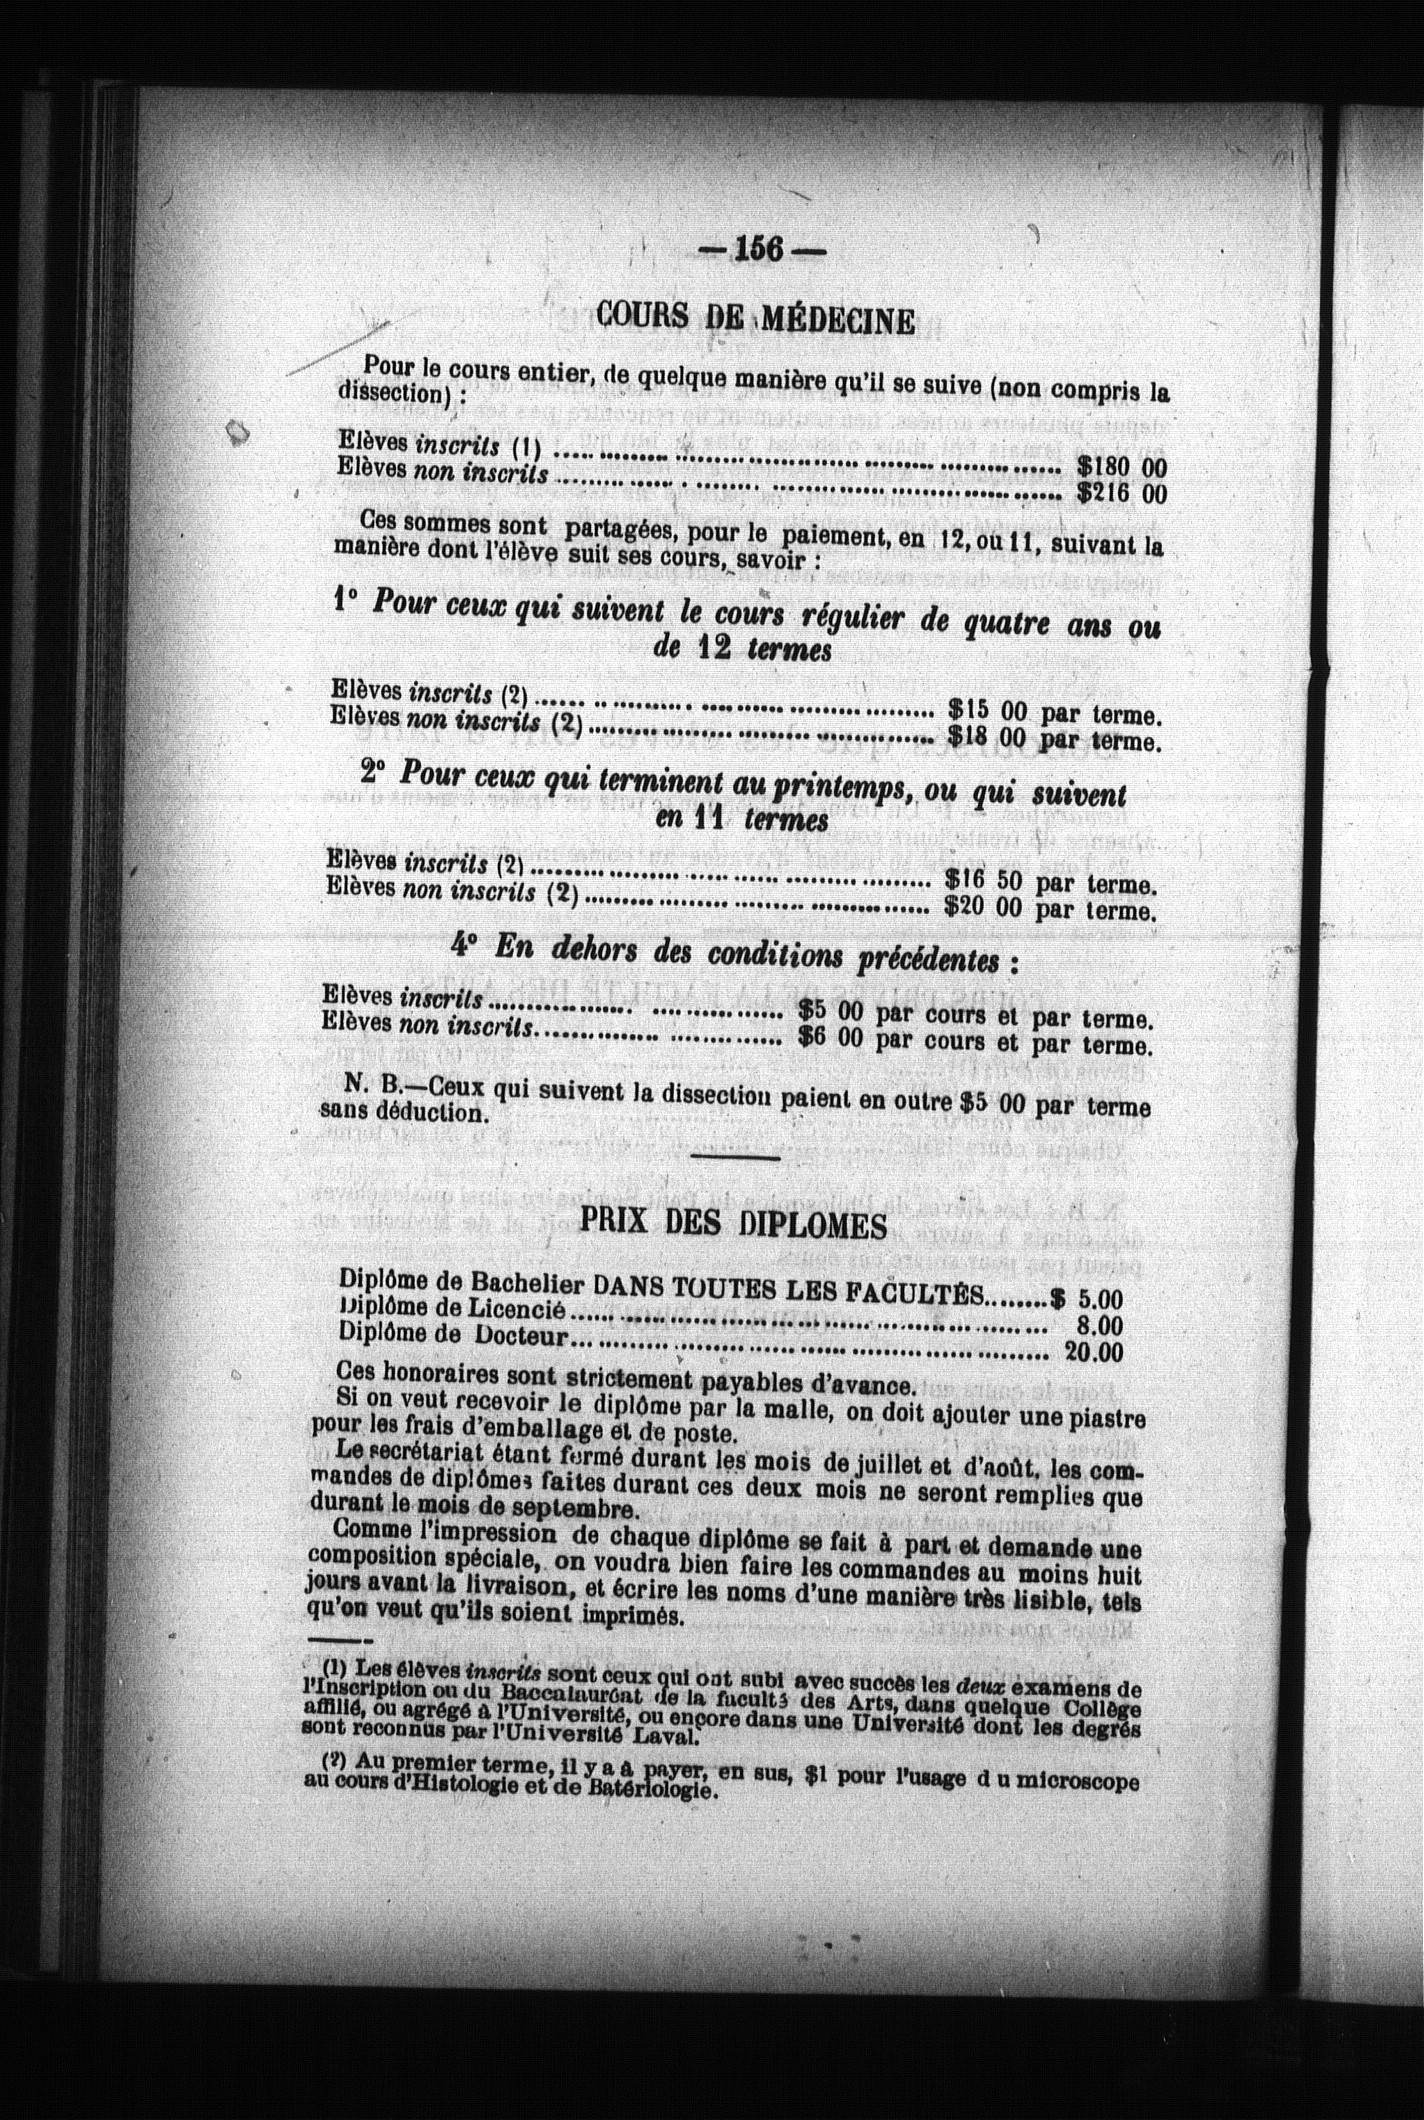 —156—
COURS DE MÉDECINE
Pour le cours entier, de quelque manière qu'il se suive (non compris la
dissection) :
Elèves inscrits (1) ........ $180 00
Elèves non inscrits ........ $216 00
Ces sommes sont partagées, pour le paiement, en 12, ou 11, suivant la
manière dont l'élève suit ses cours, savoir :
1° Pour ceux qui suivent le cours régulier de quatre ans ou
de 12 termes
Elèves inscrits (2) ........ $15 00 par terme.
Elèves non inscrits (2) ........ $18 00 par terme.
2° Pour ceux qui terminent au printemps, ou qui suivent
en 11 termes
Elèves inscrits (2) ........ $16 50 par terme.
Elèves non inscrits (2) ........ $20 00 par terme.
4° En dehors des conditions précédentes :
Elèves inscrits ........ $5 00 par cours et par terme.
Elèves non inscrits ........ $6 00 par cours et par terme.
N. B.—Ceux qui suivent la dissection paient en outre $5 00 par terme
sans déduction.
PRIX DES DIPLOMES
Diplôme de Bachelier DANS TOUTES LES FACULTÉS ........ $ 5.00
Diplôme de Licencié ........ 8.00
Diplôme de Docteur ........ 20.00
Ces honoraires sont strictement payables d'avance.
Si on veut recevoir le diplôme par la malle, on doit ajouter une piastre
pour les frais d'emballage et de poste.
Le secrétariat étant fermé durant les mois de juillet et d'août, les com-
mandes de diplômes faites durant ces deux mois ne seront remplies que
durant le mois de septembre.
Comme l'impression de chaque diplôme se fait à part et demande une
composition spéciale, on voudra bien faire les commandes au moins huit
jours avant la livraison, et écrire les noms d'une manière très lisible, tels
qu'on veut qu'ils soient imprimés.
(1) Les élèves inscrits sont ceux qui ont subi avec succès les deux examens de
l'Inscription ou du Baccalauréat de la faculté des Arts, dans quelque Collège
affilié, ou agrégé à l'Université, ou encore dans une Université dont les degrés
sont reconnus par l'Université Laval.
(2) Au premier terme, il y a à payer, en sus, $1 pour l'usage d u microscope
au cours d'Histologie et de Batériologie.